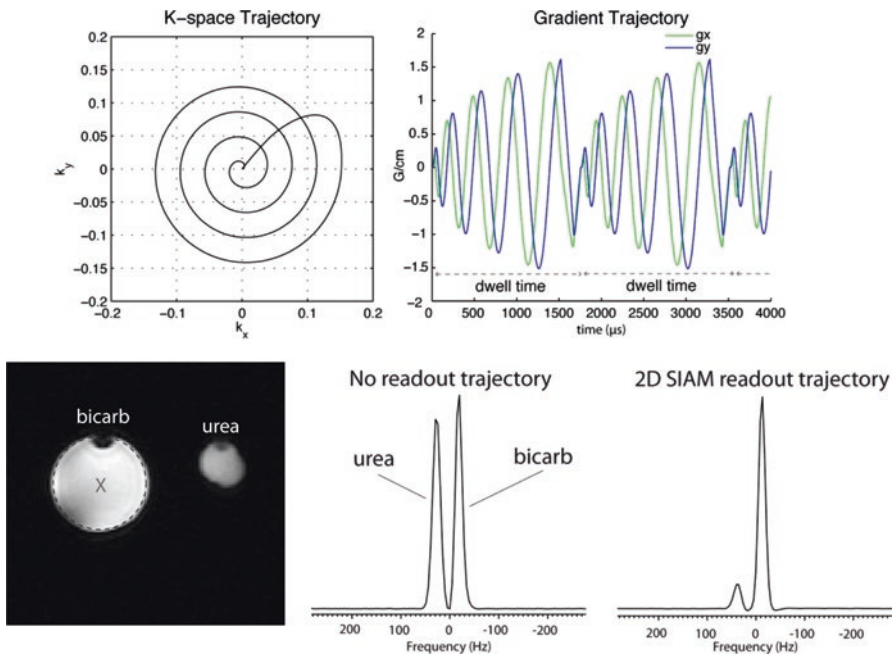 K-space Trajectory
0.2
0.15
0.1
0.05
0
−0.05
−0.1
−0.15
−0.2
−0.2
−0.1
0
0.1
0.2
k_y
k_x
Gradient Trajectory
gx
gy
2
1.5
1
0.5
0
−0.5
−1
−1.5
−2
G/cm
dwell time
dwell time
0
500
1000
1500
2000
2500
3000
3500
4000
time (µs)
bicarb
urea
X
No readout trajectory
urea
bicarb
200
100
0
-100
-200
Frequency (Hz)
2D SIAM readout trajectory
200
100
0
-100
-200
Frequency (Hz)